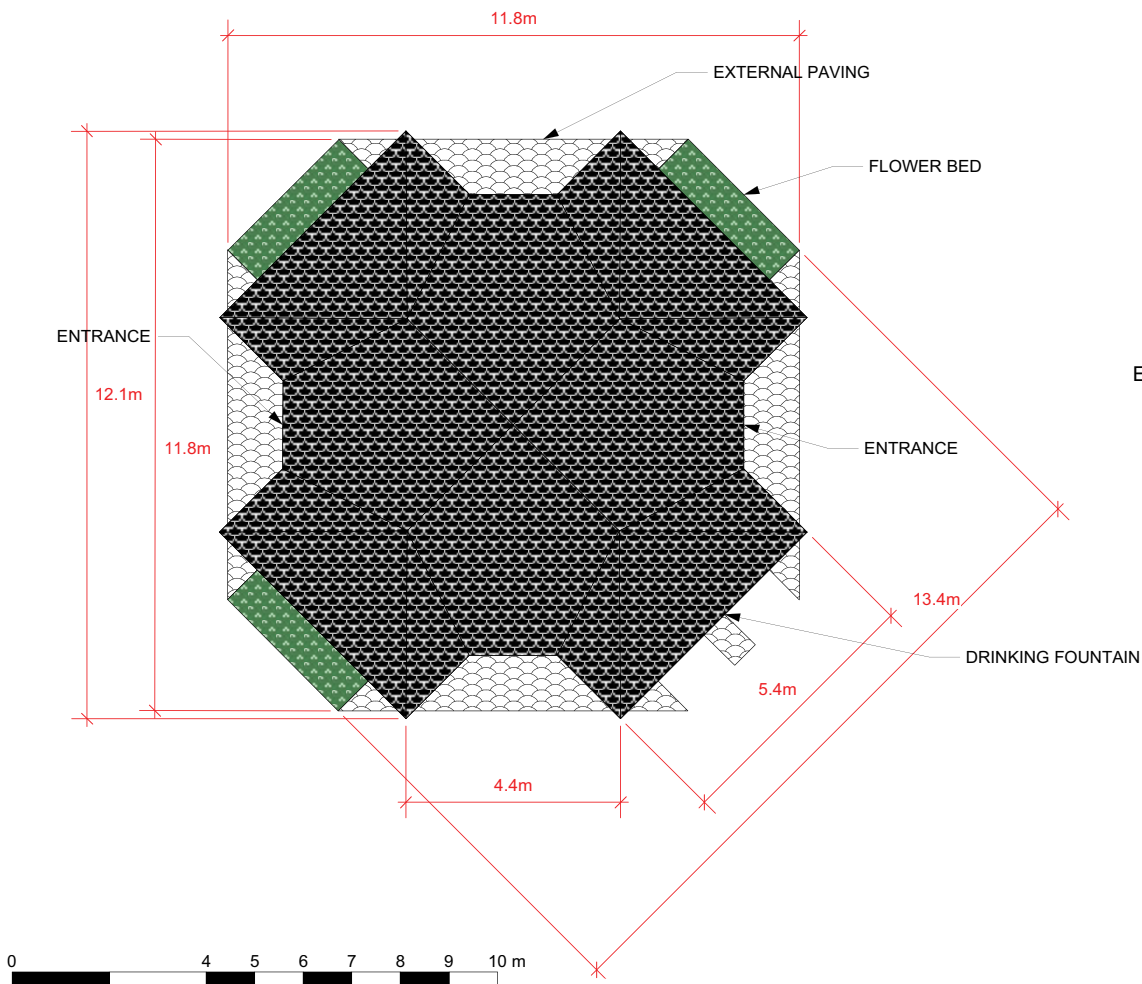 11.8m
EXTERNAL PAVING
FLOWER BED
ENTRANCE
E
12.1m
11.8m
ENTRANCE
13.4m
DRINKING FOUNTAIN
5.4m
4.4m
0 4 5 6 7 8 9 10 m